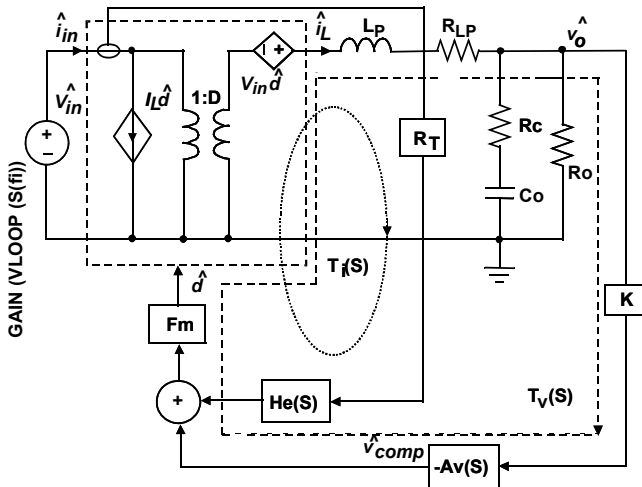 GAIN (VLOOP (S(fi))
î_in
V̂_in
+
−
I_L d̂
1:D
V_in d̂
+
î_L
L_P
R_LP
v̂_o
R_T
Rc
Co
Ro
T_i(S)
d̂
Fm
K
+
He(S)
T_v(S)
v̂_comp
-Av(S)